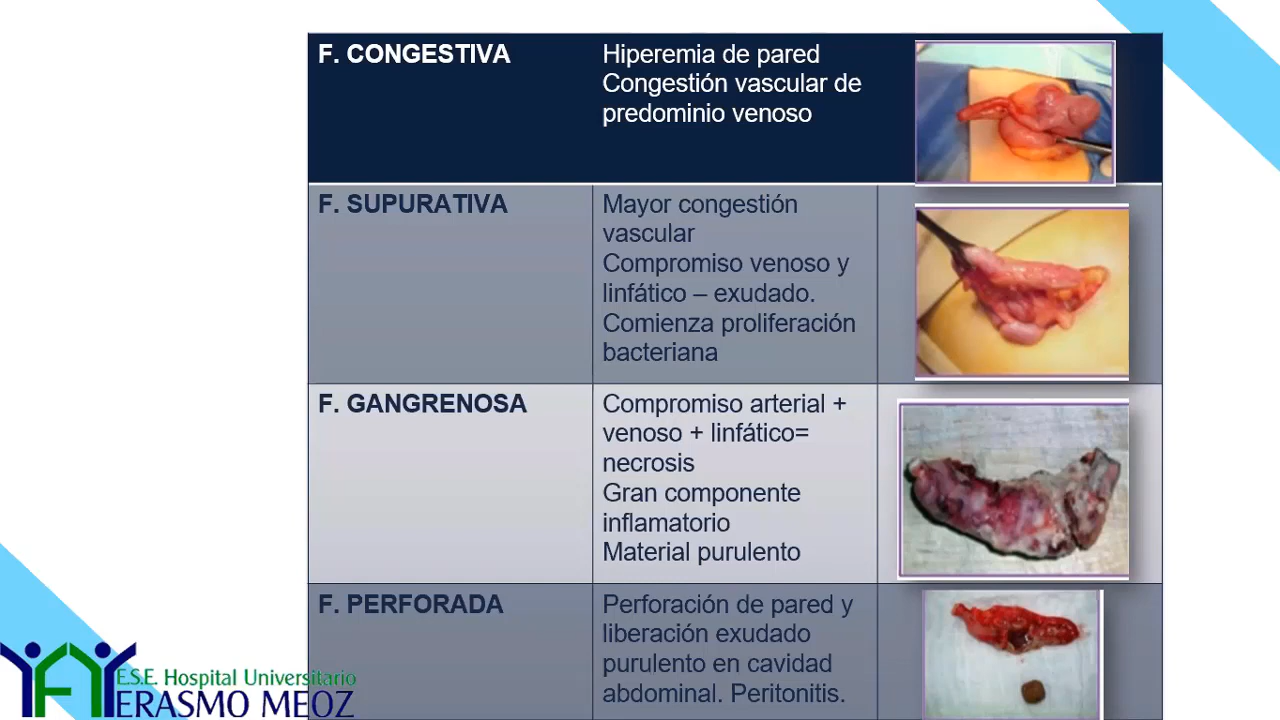 F. CONGESTIVA
Hiperemia de pared
Congestión vascular de
predominio venoso
F. SUPURATIVA
Mayor congestión
vascular
Compromiso venoso y
linfático – exudado.
Comienza proliferación
bacteriana
F. GANGRENOSA
Compromiso arterial +
venoso + linfático=
necrosis
Gran componente
inflamatorio
Material purulento
F. PERFORADA
Perforación de pared y
liberación exudado
purulento en cavidad
abdominal. Peritonitis.
E.S.E. Hospital Universitario
ERASMO MEOZ